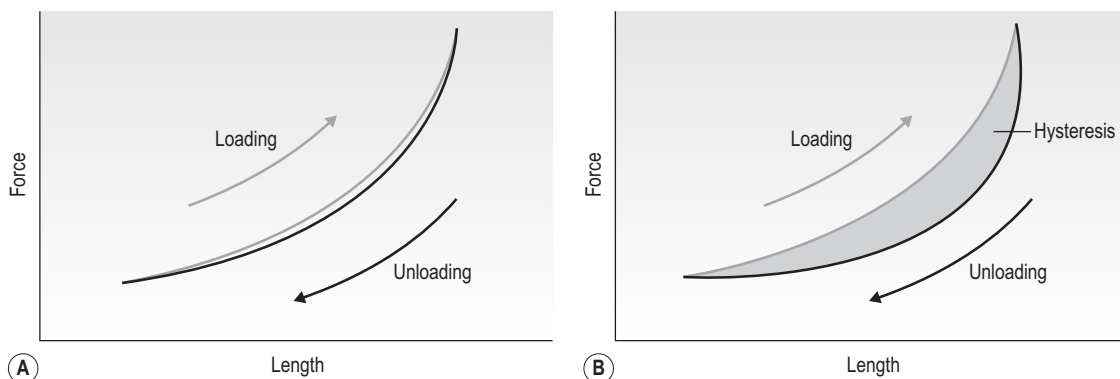 Force
Loading
Unloading
Length
A
Force
Loading
Hysteresis
Unloading
Length
B